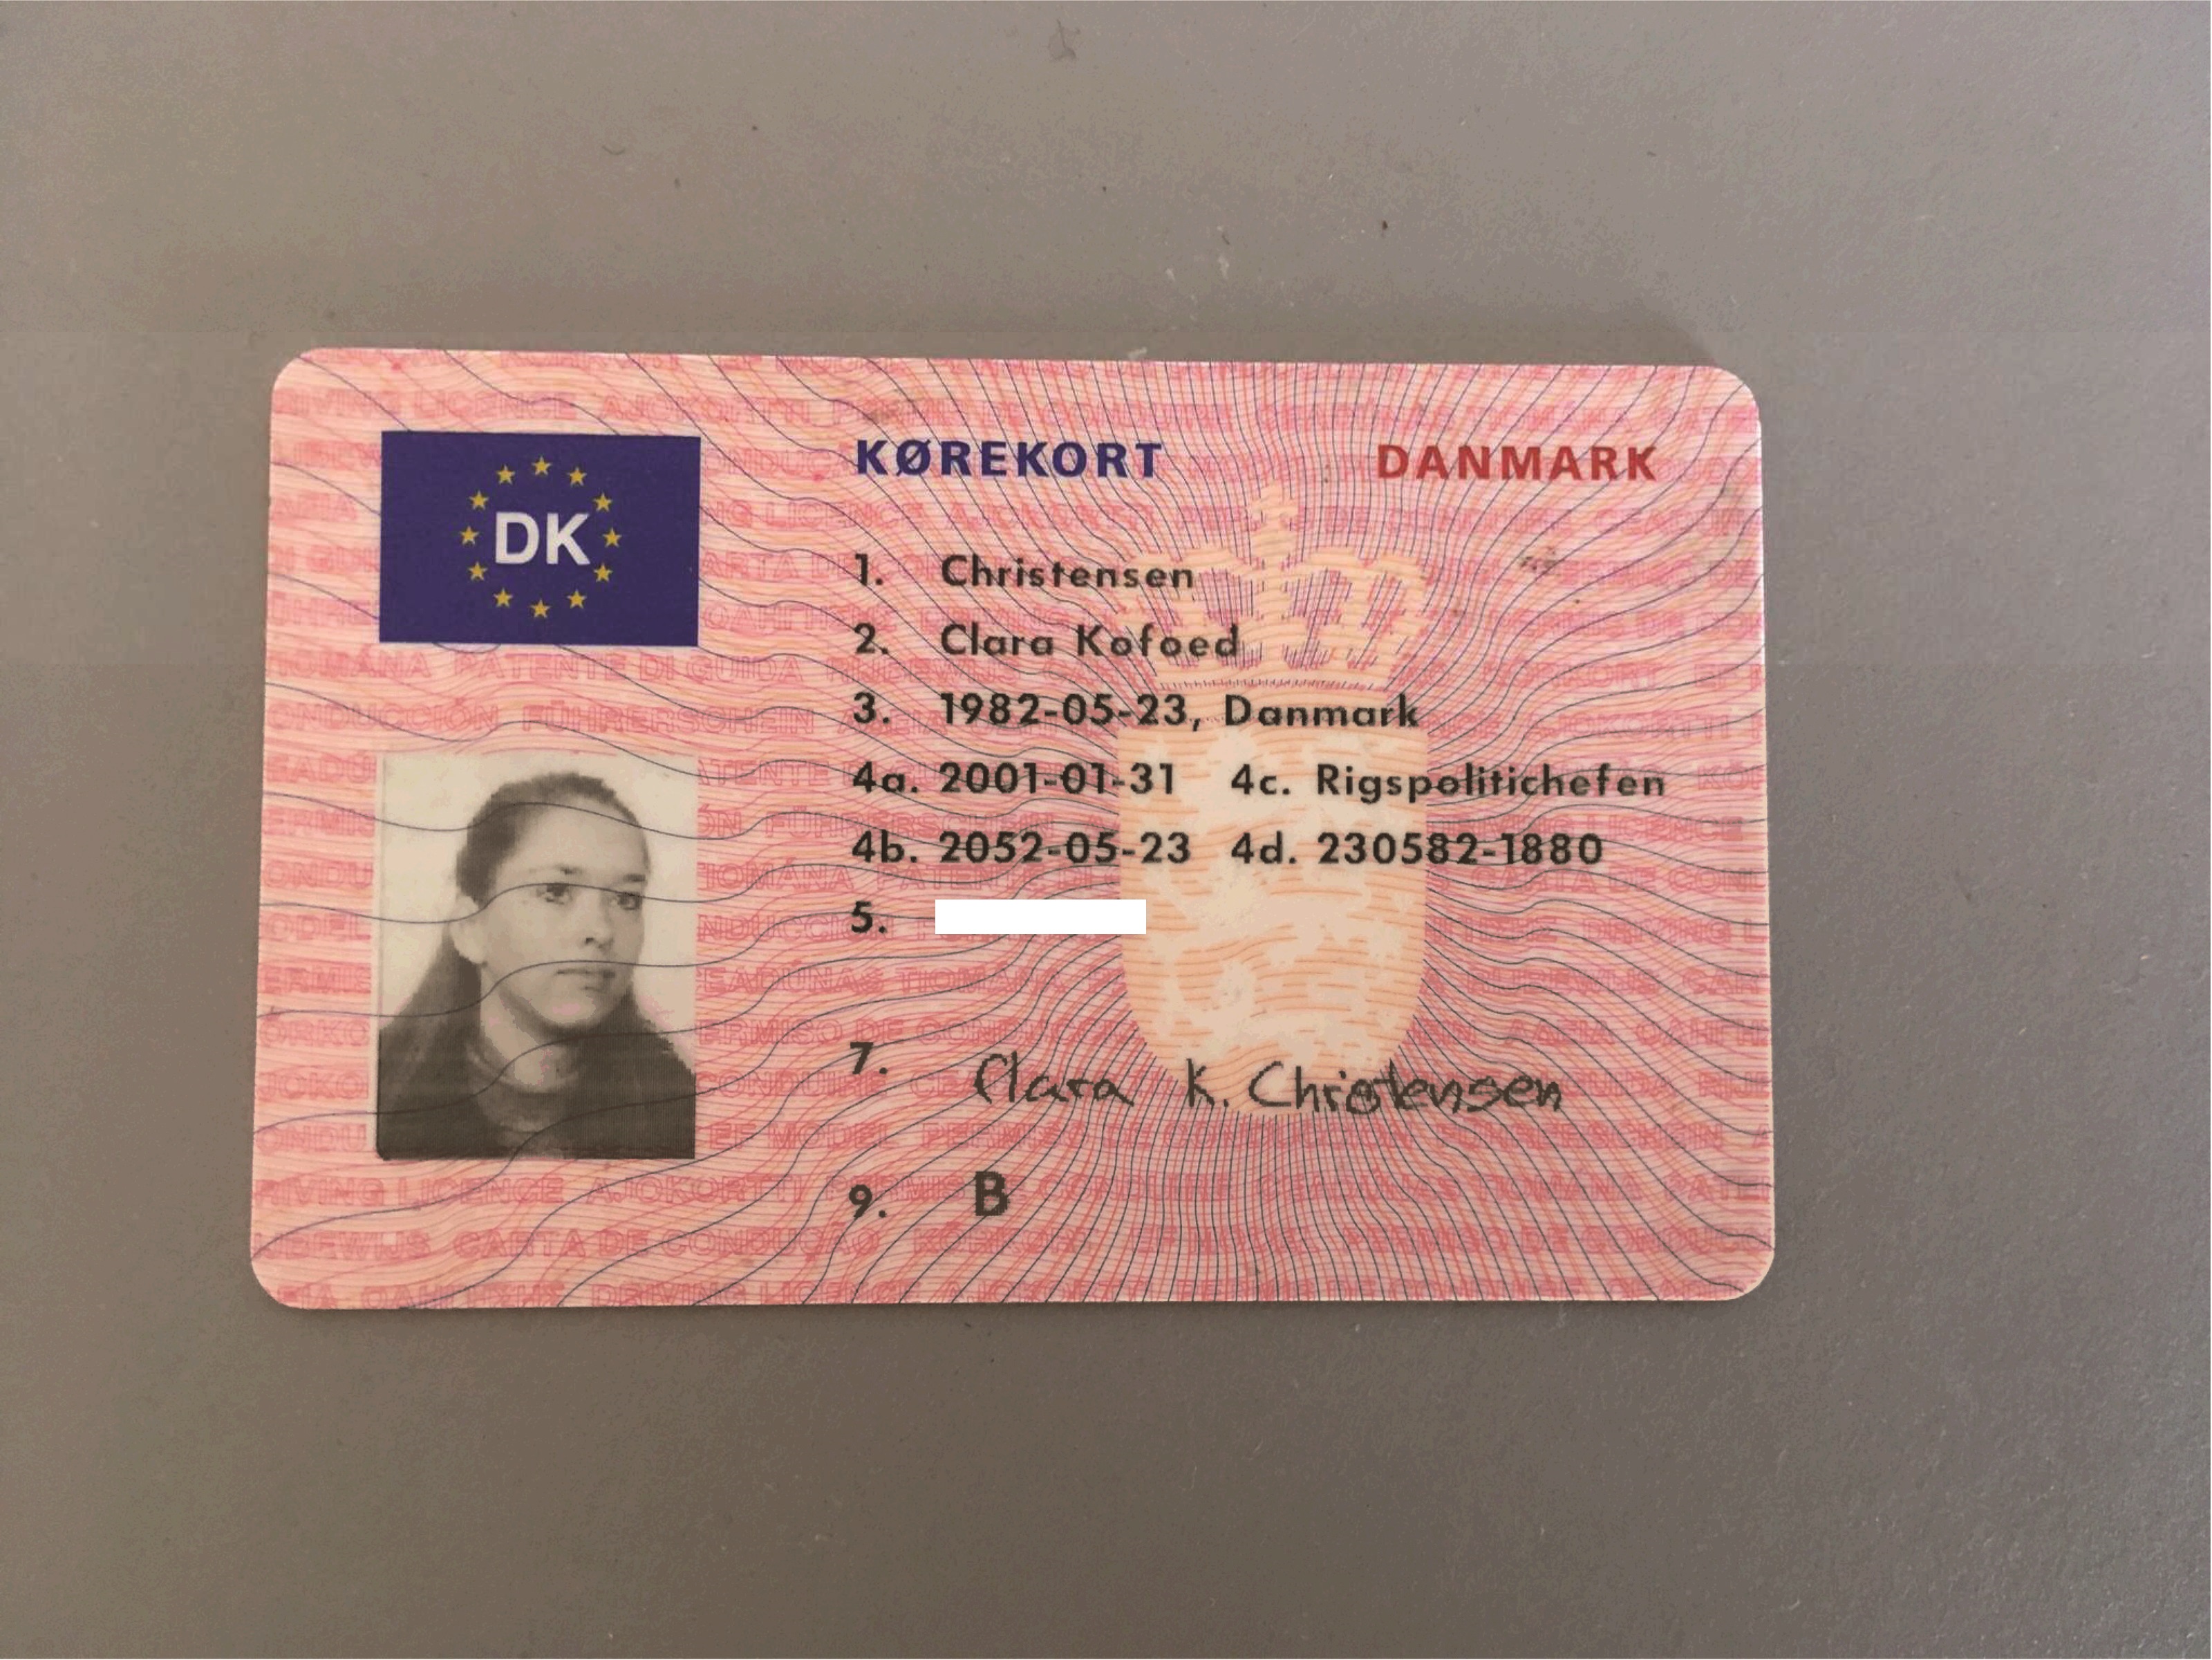 DK
KØREKORT DANMARK
1. Christensen
2. Clara Kofoed
3. 1982-05-23, Danmark
4a. 2001-01-31 4c. Rigspolitichefen
4b. 2052-05-23 4d. 230582-1880
5.
7. Clara K. Christensen
9. B